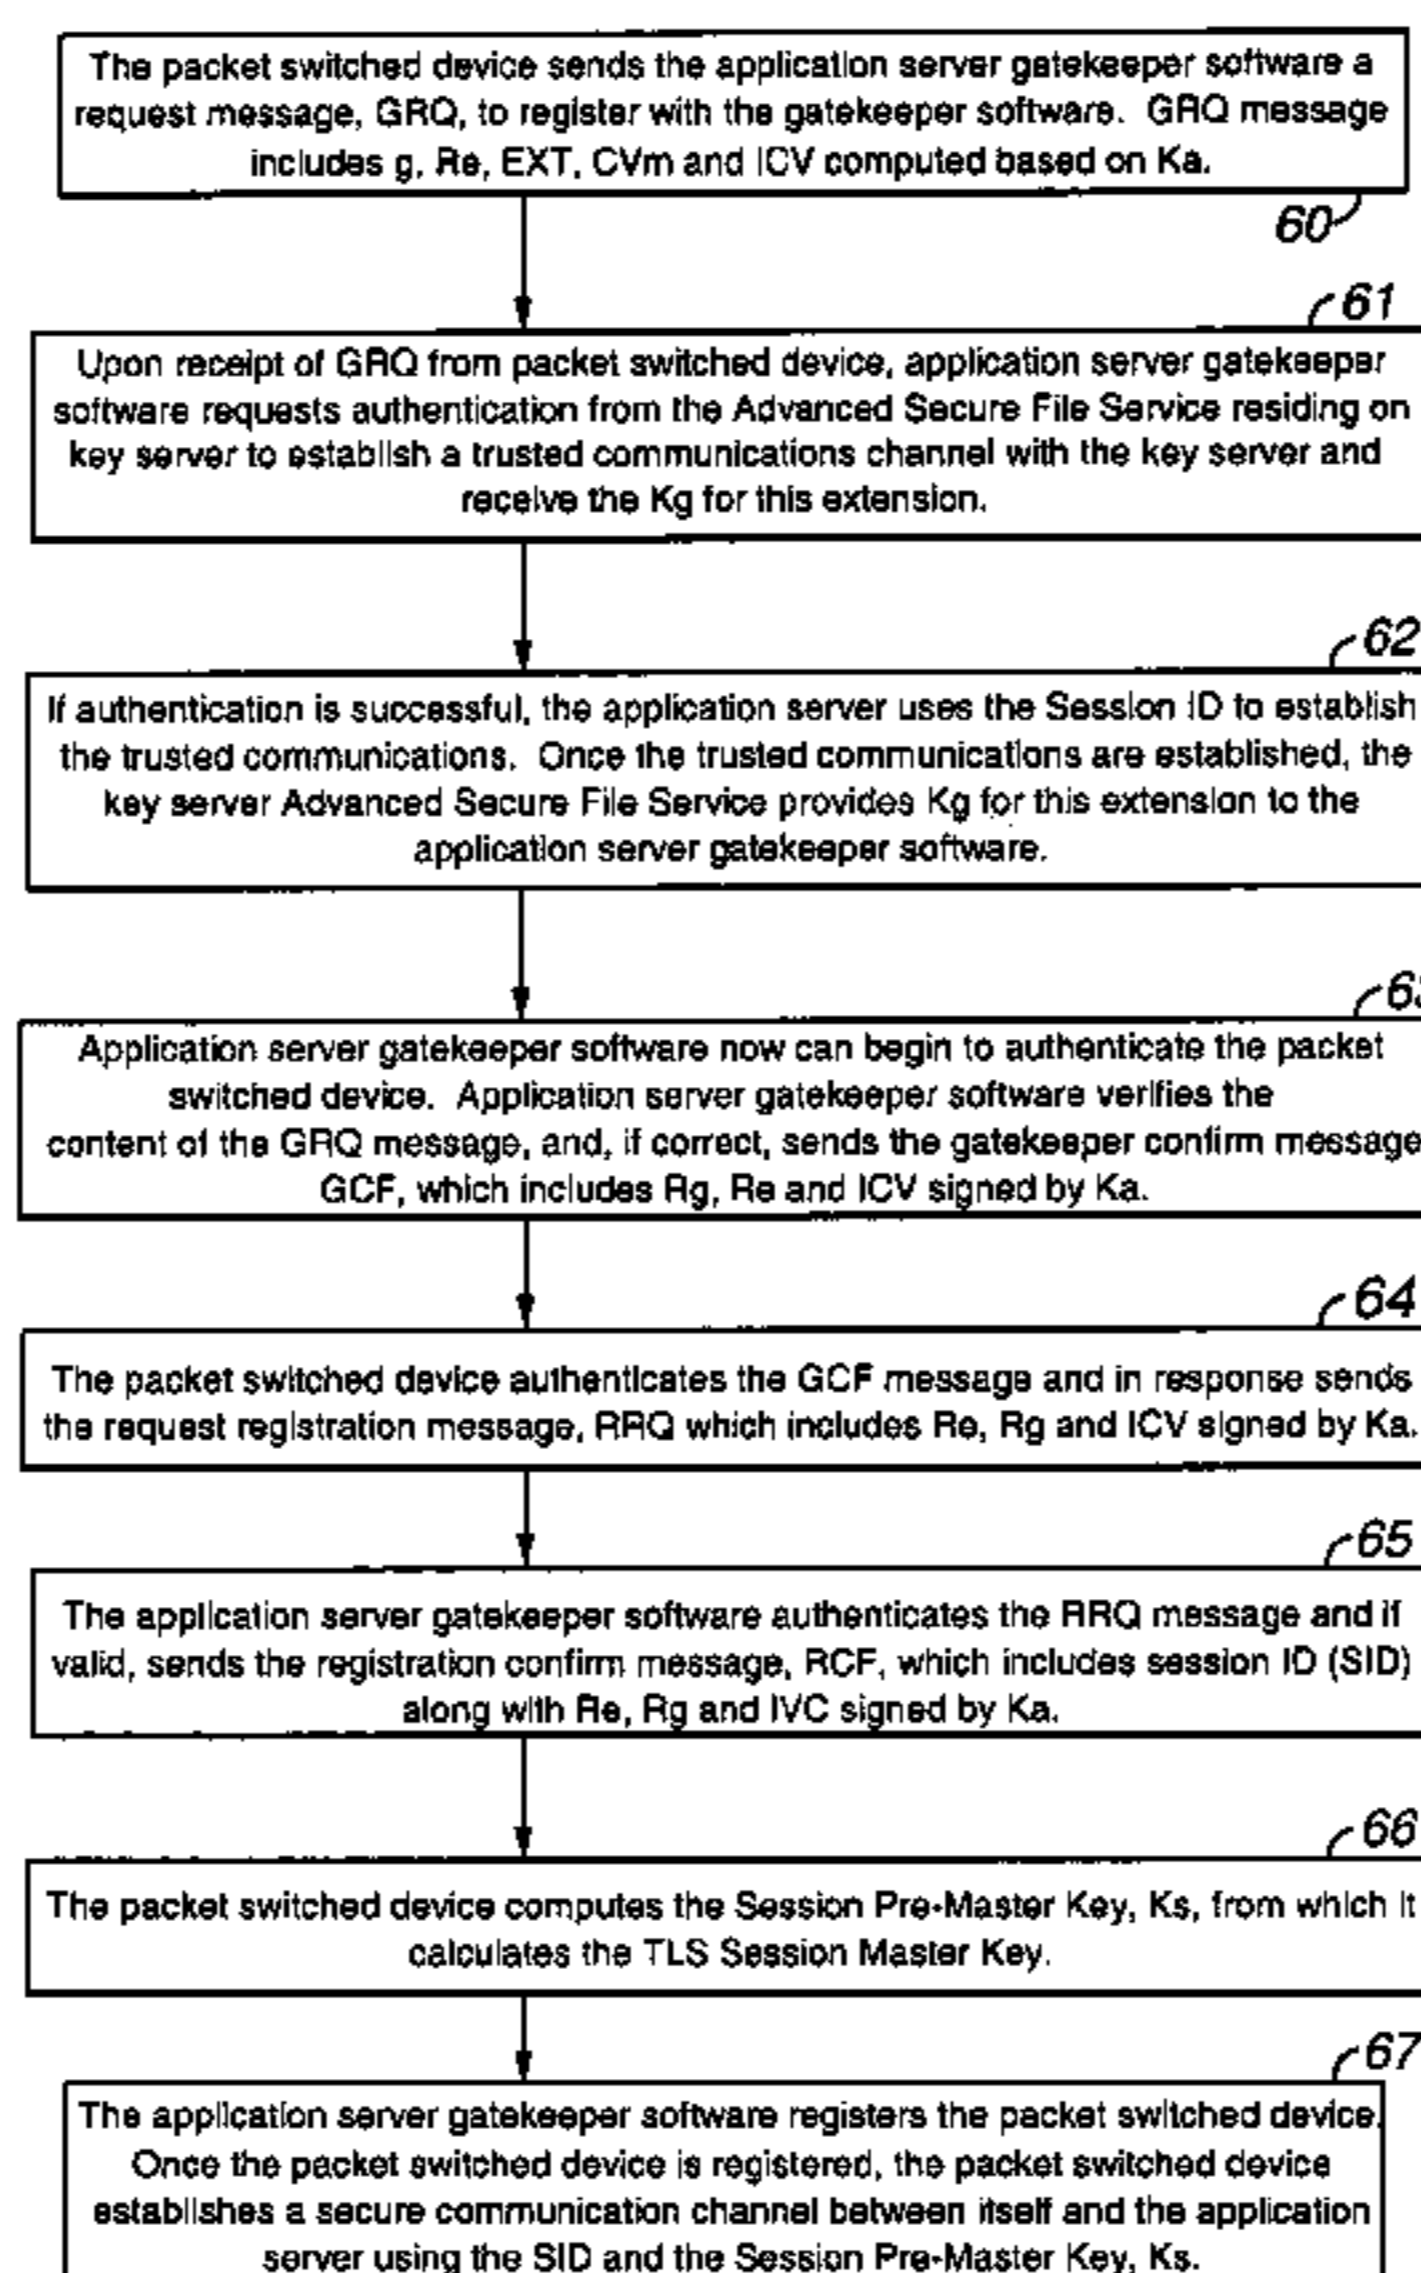 The packet switched device sends the application server gatekeeper software a
request message, GRQ, to register with the gatekeeper software. GRQ message
includes g, Re, EXT, CVm and ICV computed based on Ka.
60
61
Upon receipt of GRQ from packet switched device, application server gatekeeper
software requests authentication from the Advanced Secure File Service residing on
key server to establish a trusted communications channel with the key server and
receive the Kg for this extension.
62
If authentication is successful, the application server uses the Session ID to establish
the trusted communications. Once the trusted communications are established, the
key server Advanced Secure File Service provides Kg for this extension to the
application server gatekeeper software.
63
Application server gatekeeper software now can begin to authenticate the packet
switched device. Application server gatekeeper software verifies the
content of the GRQ message, and, if correct, sends the gatekeeper confirm message
GCF, which includes Rg, Re and ICV signed by Ka.
64
The packet switched device authenticates the GCF message and in response sends
the request registration message, RRQ which includes Re, Rg and ICV signed by Ka.
65
The application server gatekeeper software authenticates the RRQ message and if
valid, sends the registration confirm message, RCF, which includes session ID (SID)
along with Re, Rg and IVC signed by Ka.
66
The packet switched device computes the Session Pre-Master Key, Ks, from which it
calculates the TLS Session Master Key.
67
The application server gatekeeper software registers the packet switched device.
Once the packet switched device is registered, the packet switched device
establishes a secure communication channel between itself and the application
server using the SID and the Session Pre-Master Key, Ks.